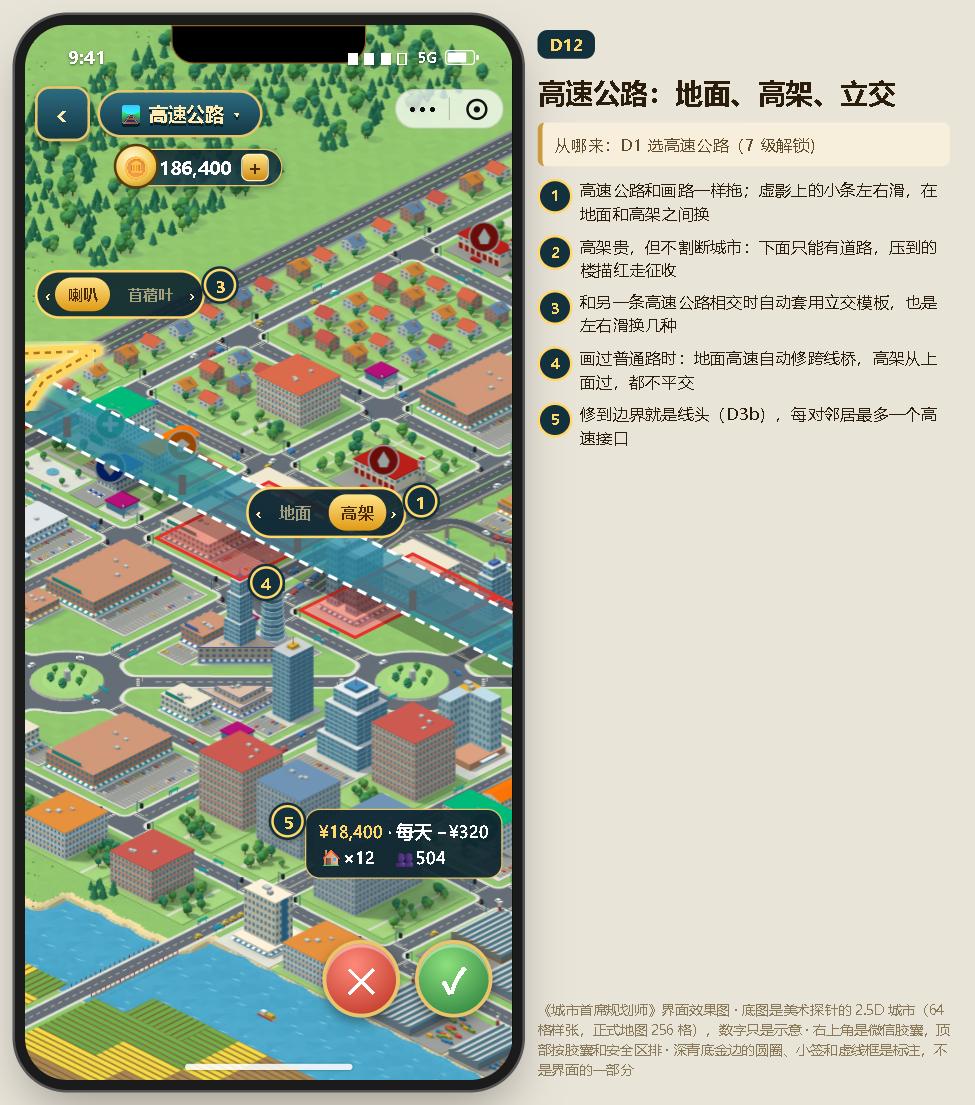 9:41
5G
高速公路
186,400
+
喇叭 苜蓿叶
3
地面 高架
1
4
5
¥18,400 · 每天 −¥320
×12 504
D12
高速公路：地面、高架、立交
从哪来：D1 选高速公路（7 级解锁）
1 高速公路和画路一样拖；虚影上的小条左右滑，在
地面和高架之间换
2 高架贵，但不割断城市：下面只能有道路，压到的
楼描红走征收
3 和另一条高速公路相交时自动套用立交模板，也是
左右滑换几种
4 画过普通路时：地面高速自动修跨线桥，高架从上
面过，都不平交
5 修到边界就是线头（D3b），每对邻居最多一个高
速接口
《城市首席规划师》界面效果图 · 底图是美术探针的 2.5D 城市（64
格样张，正式地图 256 格），数字只是示意 · 右上角是微信胶囊，顶
部按胶囊和安全区排 · 深青底金边的圆圈、小签和虚线框是标注，不
是界面的一部分